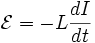 ℰ = −L dI/dt